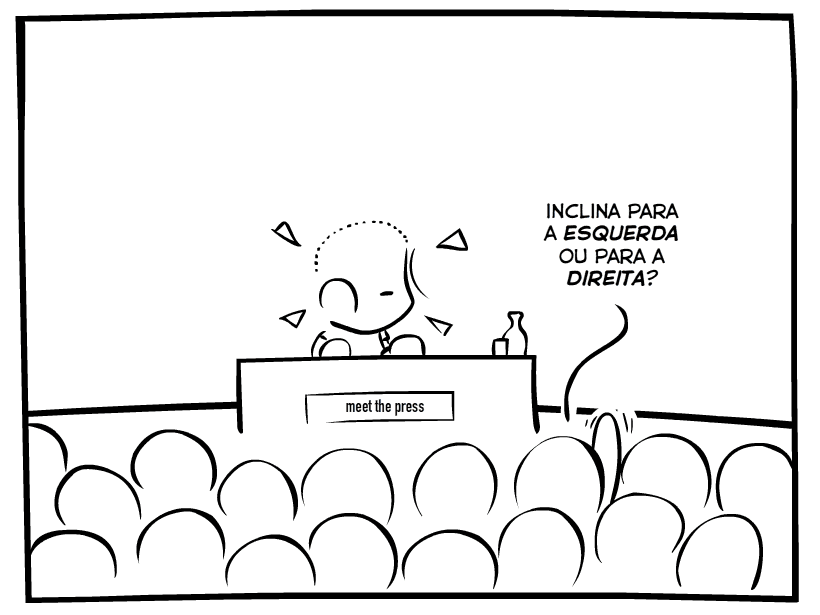 INCLINA PARA
A ESQUERDA
OU PARA A
DIREITA?
meet the press